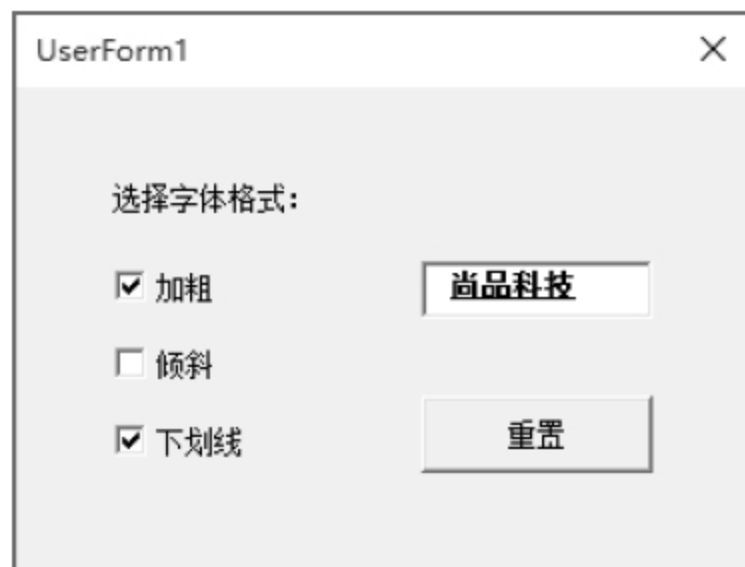 UserForm1
选择字体格式：
加粗
尚品科技
倾斜
下划线
重置